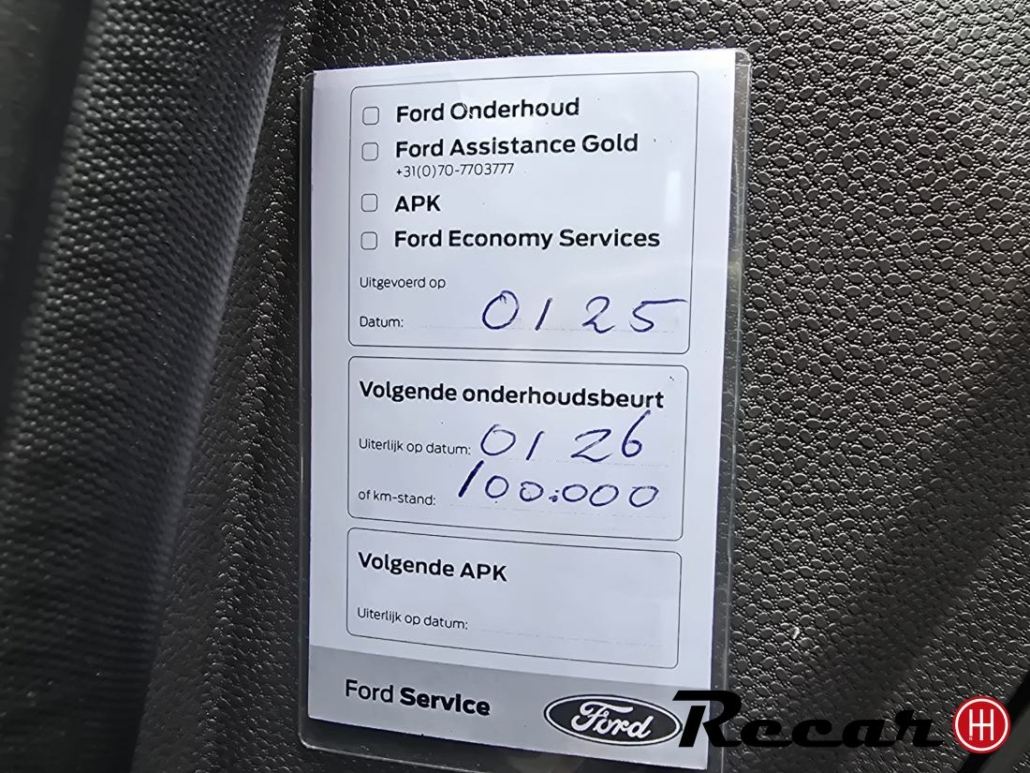 Ford Onderhoud
Ford Assistance Gold
+31(0)70-7703777
APK
Ford Economy Services
Uitgevoerd op
Datum: 01 25
Volgende onderhoudsbeurt
Uiterlijk op datum: 01 26
of km-stand: 100.000
Volgende APK
Uiterlijk op datum:
Ford Service
Ford
Recar H